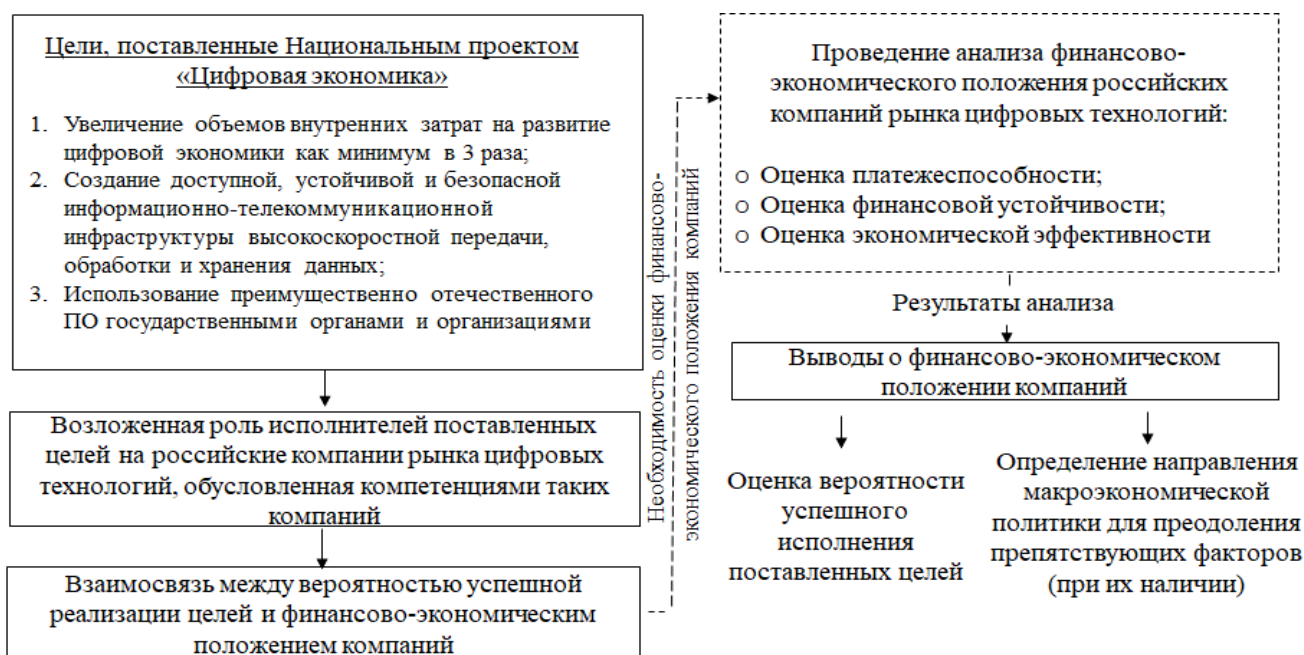 Цели, поставленные Национальным проектом
«Цифровая экономика»
1. Увеличение объемов внутренних затрат на развитие
цифровой экономики как минимум в 3 раза;
2. Создание доступной, устойчивой и безопасной
информационно-телекоммуникационной
инфраструктуры высокоскоростной передачи,
обработки и хранения данных;
3. Использование преимущественно отечественного
ПО государственными органами и организациями
Возложенная роль исполнителей поставленных
целей на российские компании рынка цифровых
технологий, обусловленная компетенциями таких
компаний
Взаимосвязь между вероятностью успешной
реализации целей и финансово-экономическим
положением компаний
Необходимость оценки финансово-
экономического положения компаний
Проведение анализа финансово-
экономического положения российских
компаний рынка цифровых технологий:
o Оценка платежеспособности;
o Оценка финансовой устойчивости;
o Оценка экономической эффективности
Результаты анализа
Выводы о финансово-экономическом
положении компаний
Оценка вероятности
успешного
исполнения
поставленных целей
Определение направления
макроэкономической
политики для преодоления
препятствующих факторов
(при их наличии)